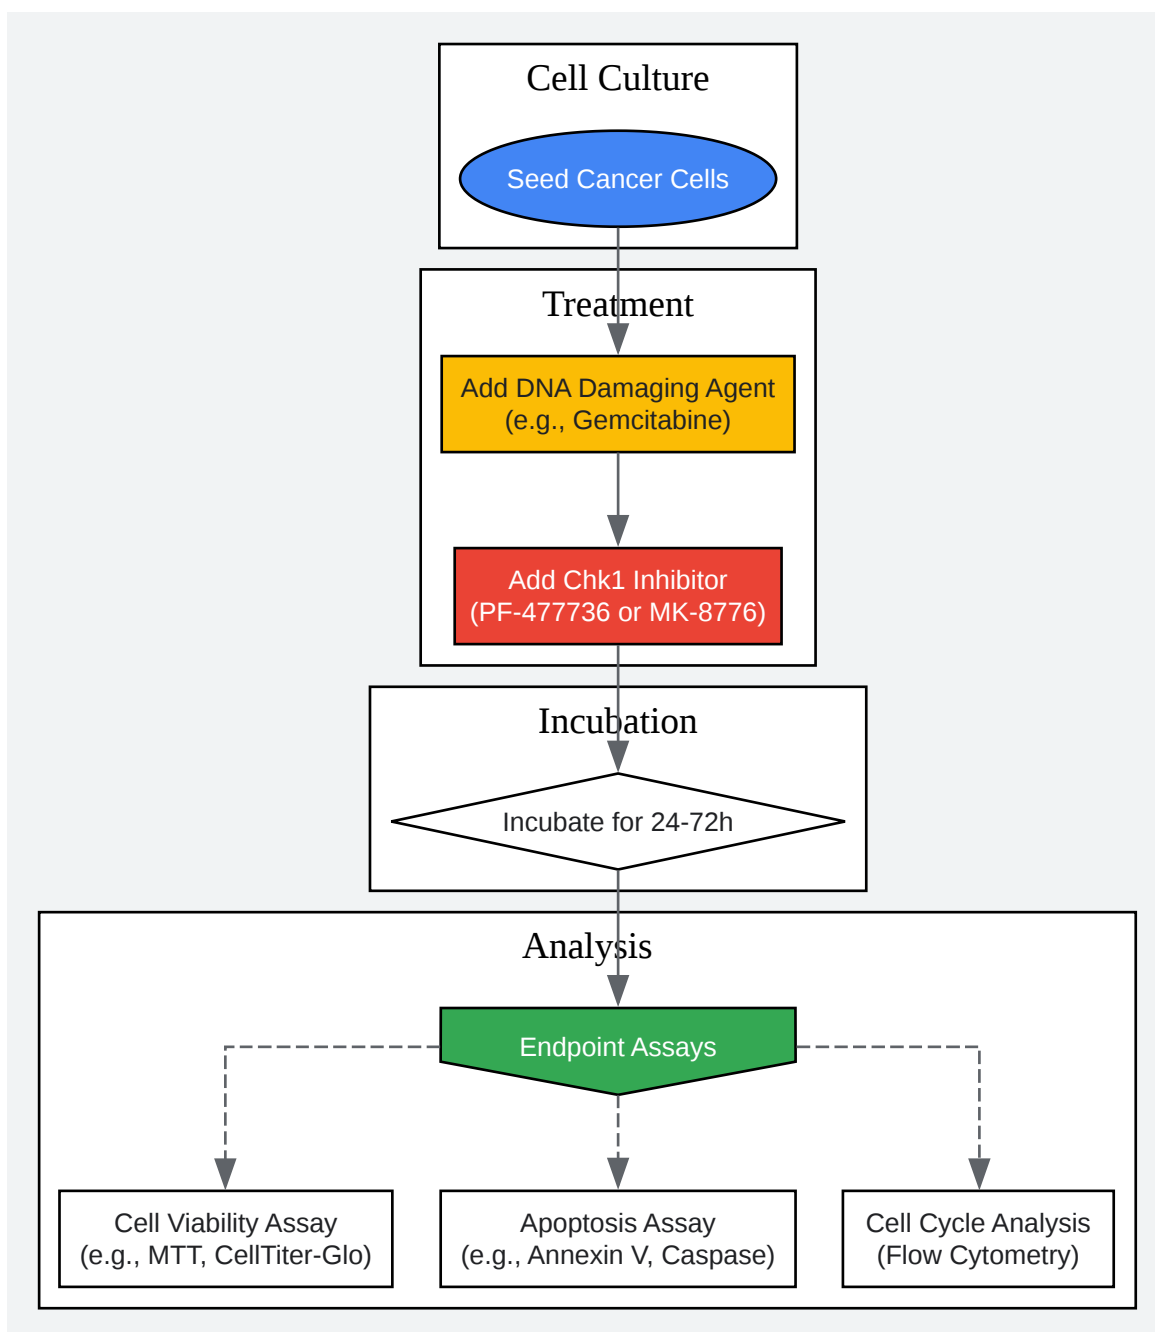 Cell Culture
Seed Cancer Cells
Treatment
Add DNA Damaging Agent
(e.g., Gemcitabine)
Add Chk1 Inhibitor
(PF-477736 or MK-8776)
Incubation
Incubate for 24-72h
Analysis
Endpoint Assays
Cell Viability Assay
(e.g., MTT, CellTiter-Glo)
Apoptosis Assay
(e.g., Annexin V, Caspase)
Cell Cycle Analysis
(Flow Cytometry)